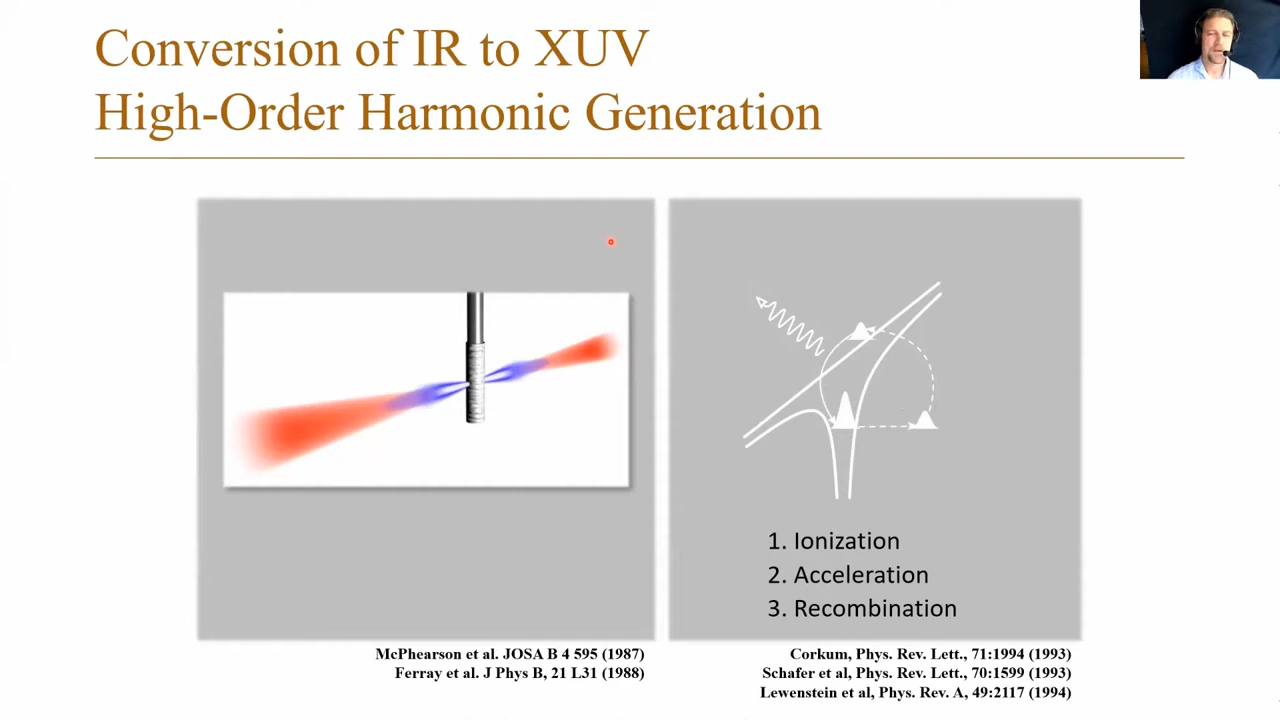 Conversion of IR to XUV
High-Order Harmonic Generation
1. Ionization
2. Acceleration
3. Recombination
McPhearson et al. JOSA B 4 595 (1987)
Ferray et al. J Phys B, 21 L31 (1988)
Corkum, Phys. Rev. Lett., 71:1994 (1993)
Schafer et al, Phys. Rev. Lett., 70:1599 (1993)
Lewenstein et al, Phys. Rev. A, 49:2117 (1994)